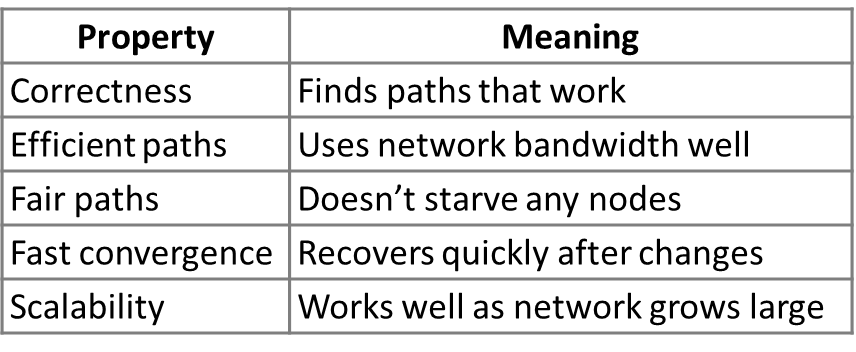 Property Meaning
Correctness Finds paths that work
Efficient paths Uses network bandwidth well
Fair paths Doesn’t starve any nodes
Fast convergence Recovers quickly after changes
Scalability Works well as network grows large